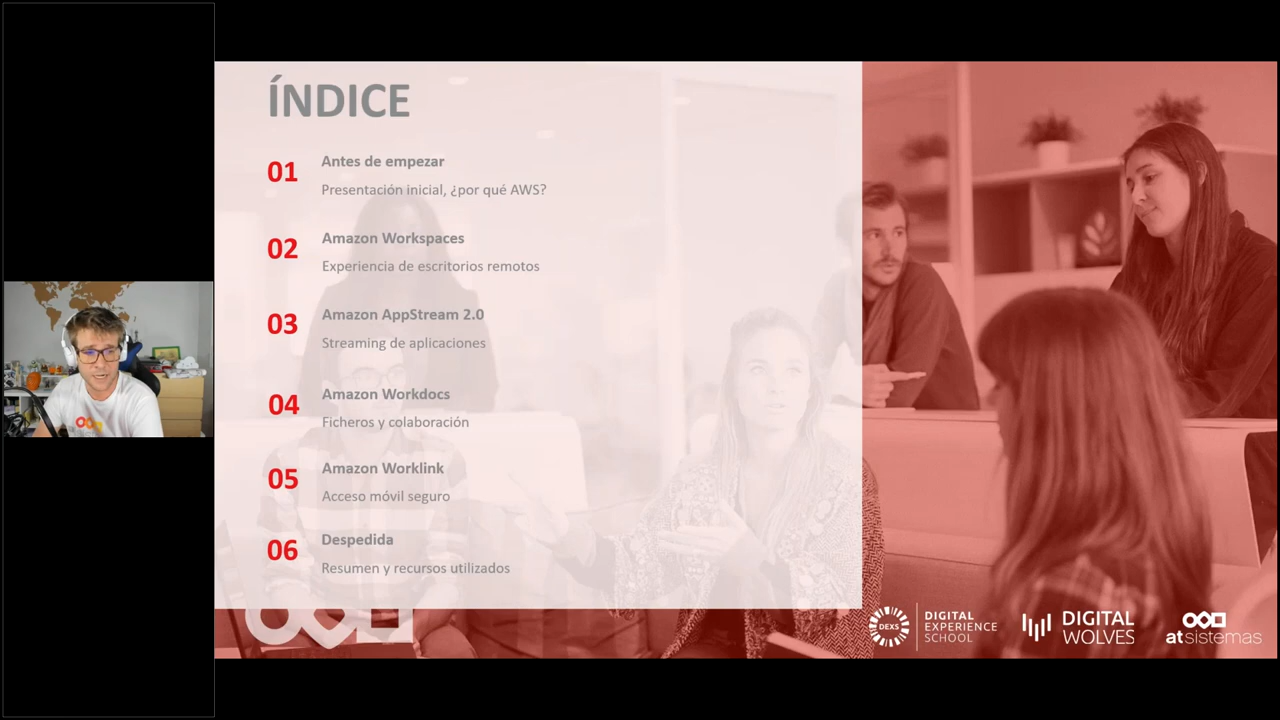 ÍNDICE
01
Antes de empezar
Presentación inicial, ¿por qué AWS?
02
Amazon Workspaces
Experiencia de escritorios remotos
03
Amazon AppStream 2.0
Streaming de aplicaciones
04
Amazon Workdocs
Ficheros y colaboración
05
Amazon Worklink
Acceso móvil seguro
06
Despedida
Resumen y recursos utilizados
DEXS
DIGITAL
EXPERIENCE
SCHOOL
DIGITAL
WOLVES
atsistemas